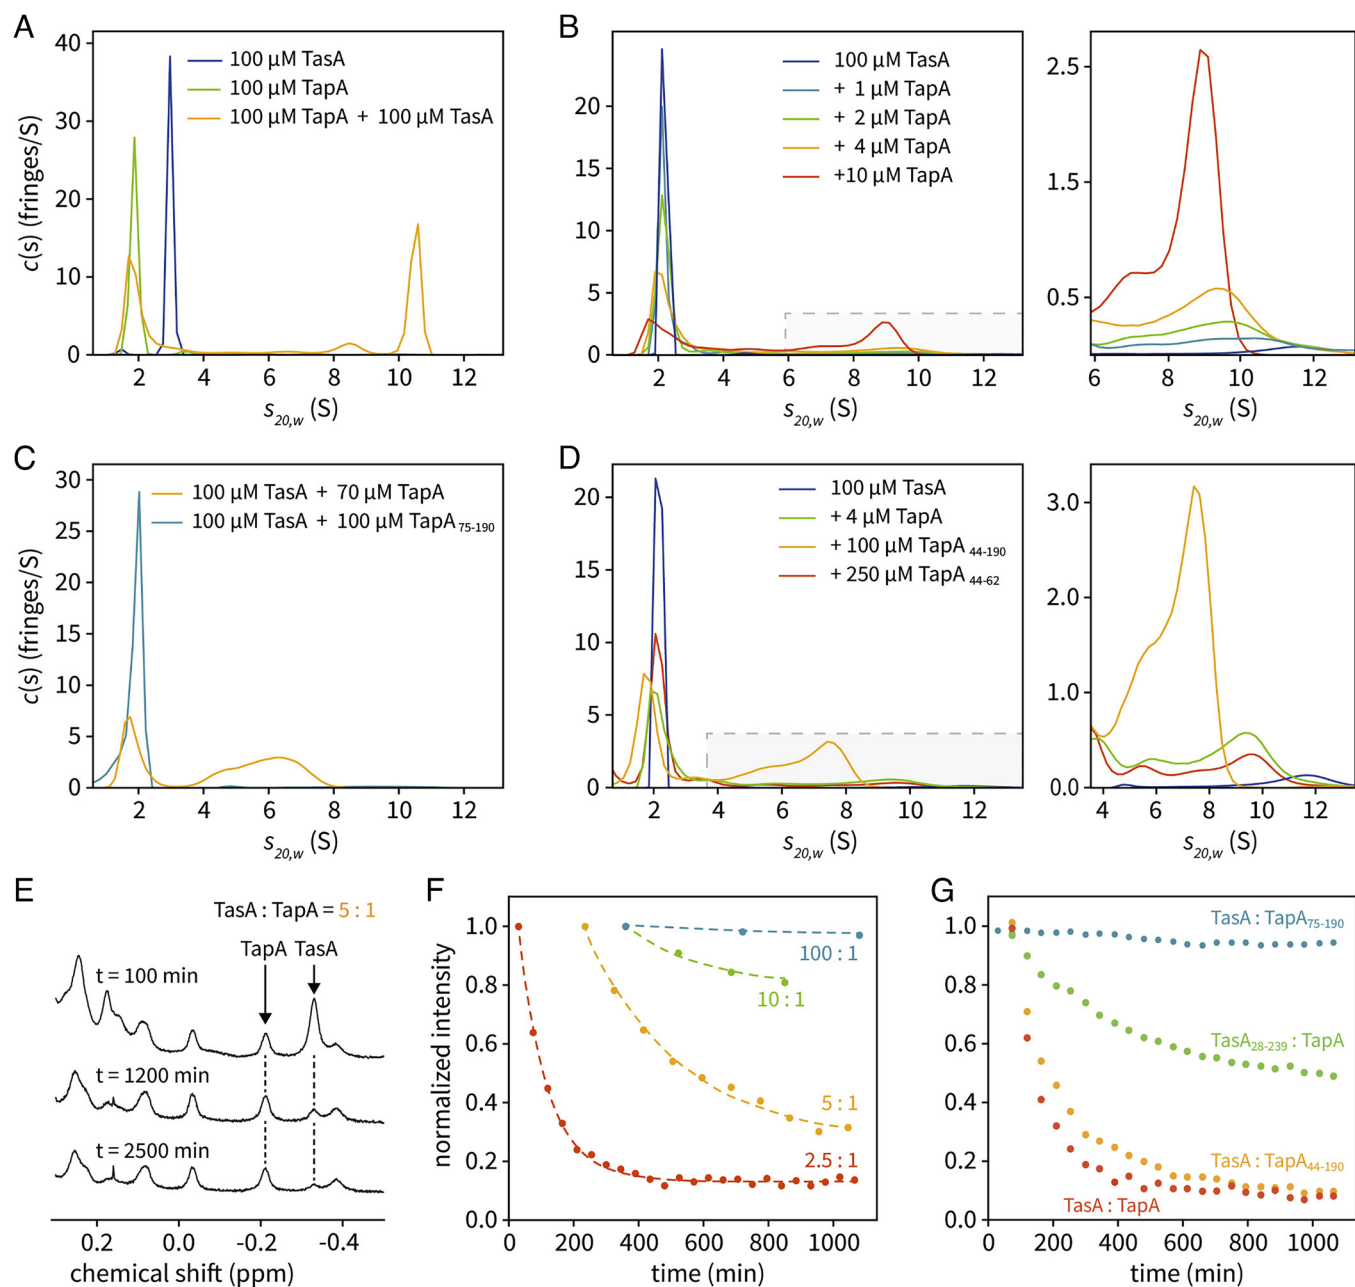 A
c(s) (fringes/S)
40
30
20
10
0
100 µM TasA
100 µM TapA
100 µM TapA + 100 µM TasA
2 4 6 8 10 12
s20,w (S)
B
20
15
10
5
0
100 µM TasA
+ 1 µM TapA
+ 2 µM TapA
+ 4 µM TapA
+10 µM TapA
2 4 6 8 10 12
s20,w (S)
2.5
1.5
0.5
6 8 10 12
s20,w (S)
C
c(s) (fringes/S)
30
25
20
15
10
5
0
100 µM TasA + 70 µM TapA
100 µM TasA + 100 µM TapA75-190
2 4 6 8 10 12
s20,w (S)
D
20
15
10
5
0
100 µM TasA
+ 4 µM TapA
+ 100 µM TapA 44-190
+ 250 µM TapA 44-62
2 4 6 8 10 12
s20,w (S)
3.0
2.0
1.0
0.0
4 6 8 10 12
s20,w (S)
E
TasA : TapA = 5 : 1
TapA TasA
t = 100 min
t = 1200 min
t = 2500 min
0.2 0.0 -0.2 -0.4
chemical shift (ppm)
F
normalized intensity
1.0
0.8
0.6
0.4
0.2
0.0
100 : 1
10 : 1
5 : 1
2.5 : 1
0 200 400 600 800 1000
time (min)
G
1.0
0.8
0.6
0.4
0.2
0.0
TasA : TapA75-190
TasA28-239 : TapA
TasA : TapA44-190
TasA : TapA
0 200 400 600 800 1000
time (min)